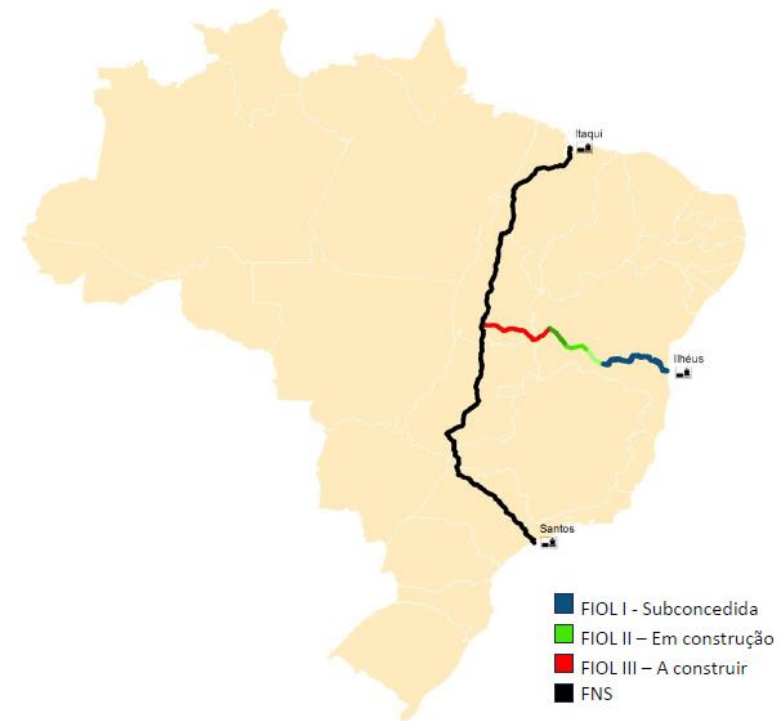 Itaqui
Ilhéus
Santos
FIOL I - Subconcedida
FIOL II – Em construção
FIOL III – A construir
FNS